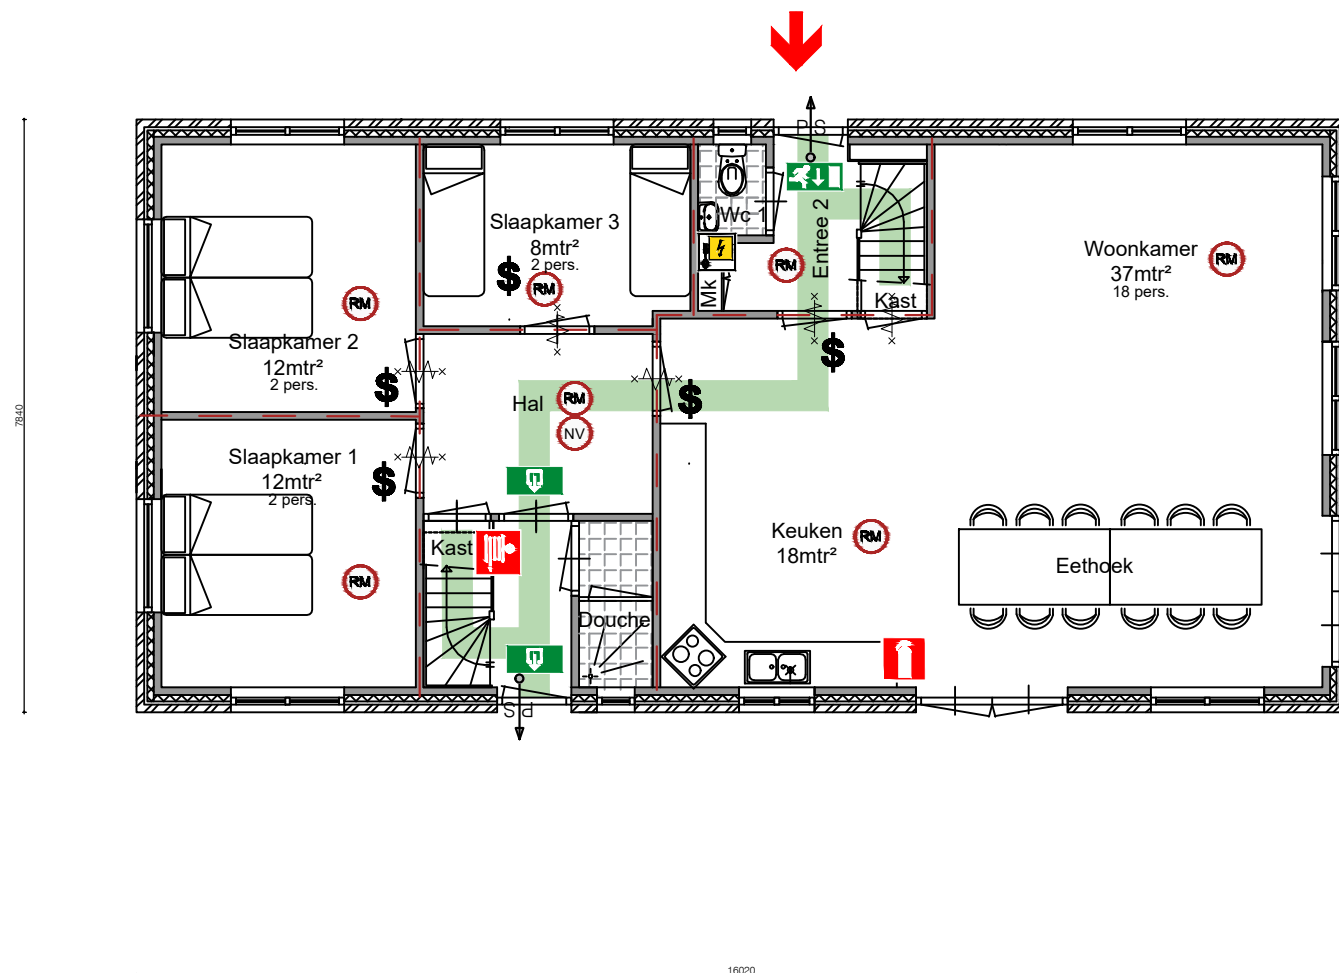 PS
Slaapkamer 3
8mtr²
2 pers.
RM
Wc 1
Entree 2
RM
Mk
Kast
Woonkamer
37mtr²
18 pers.
RM
Slaapkamer 2
12mtr²
2 pers.
RM
$
$
$
$
$
Hal
RM
NV
7840
Slaapkamer 1
12mtr²
2 pers.
RM
Kast
Douche
Keuken
18mtr²
RM
Eethoek
Sd
16020